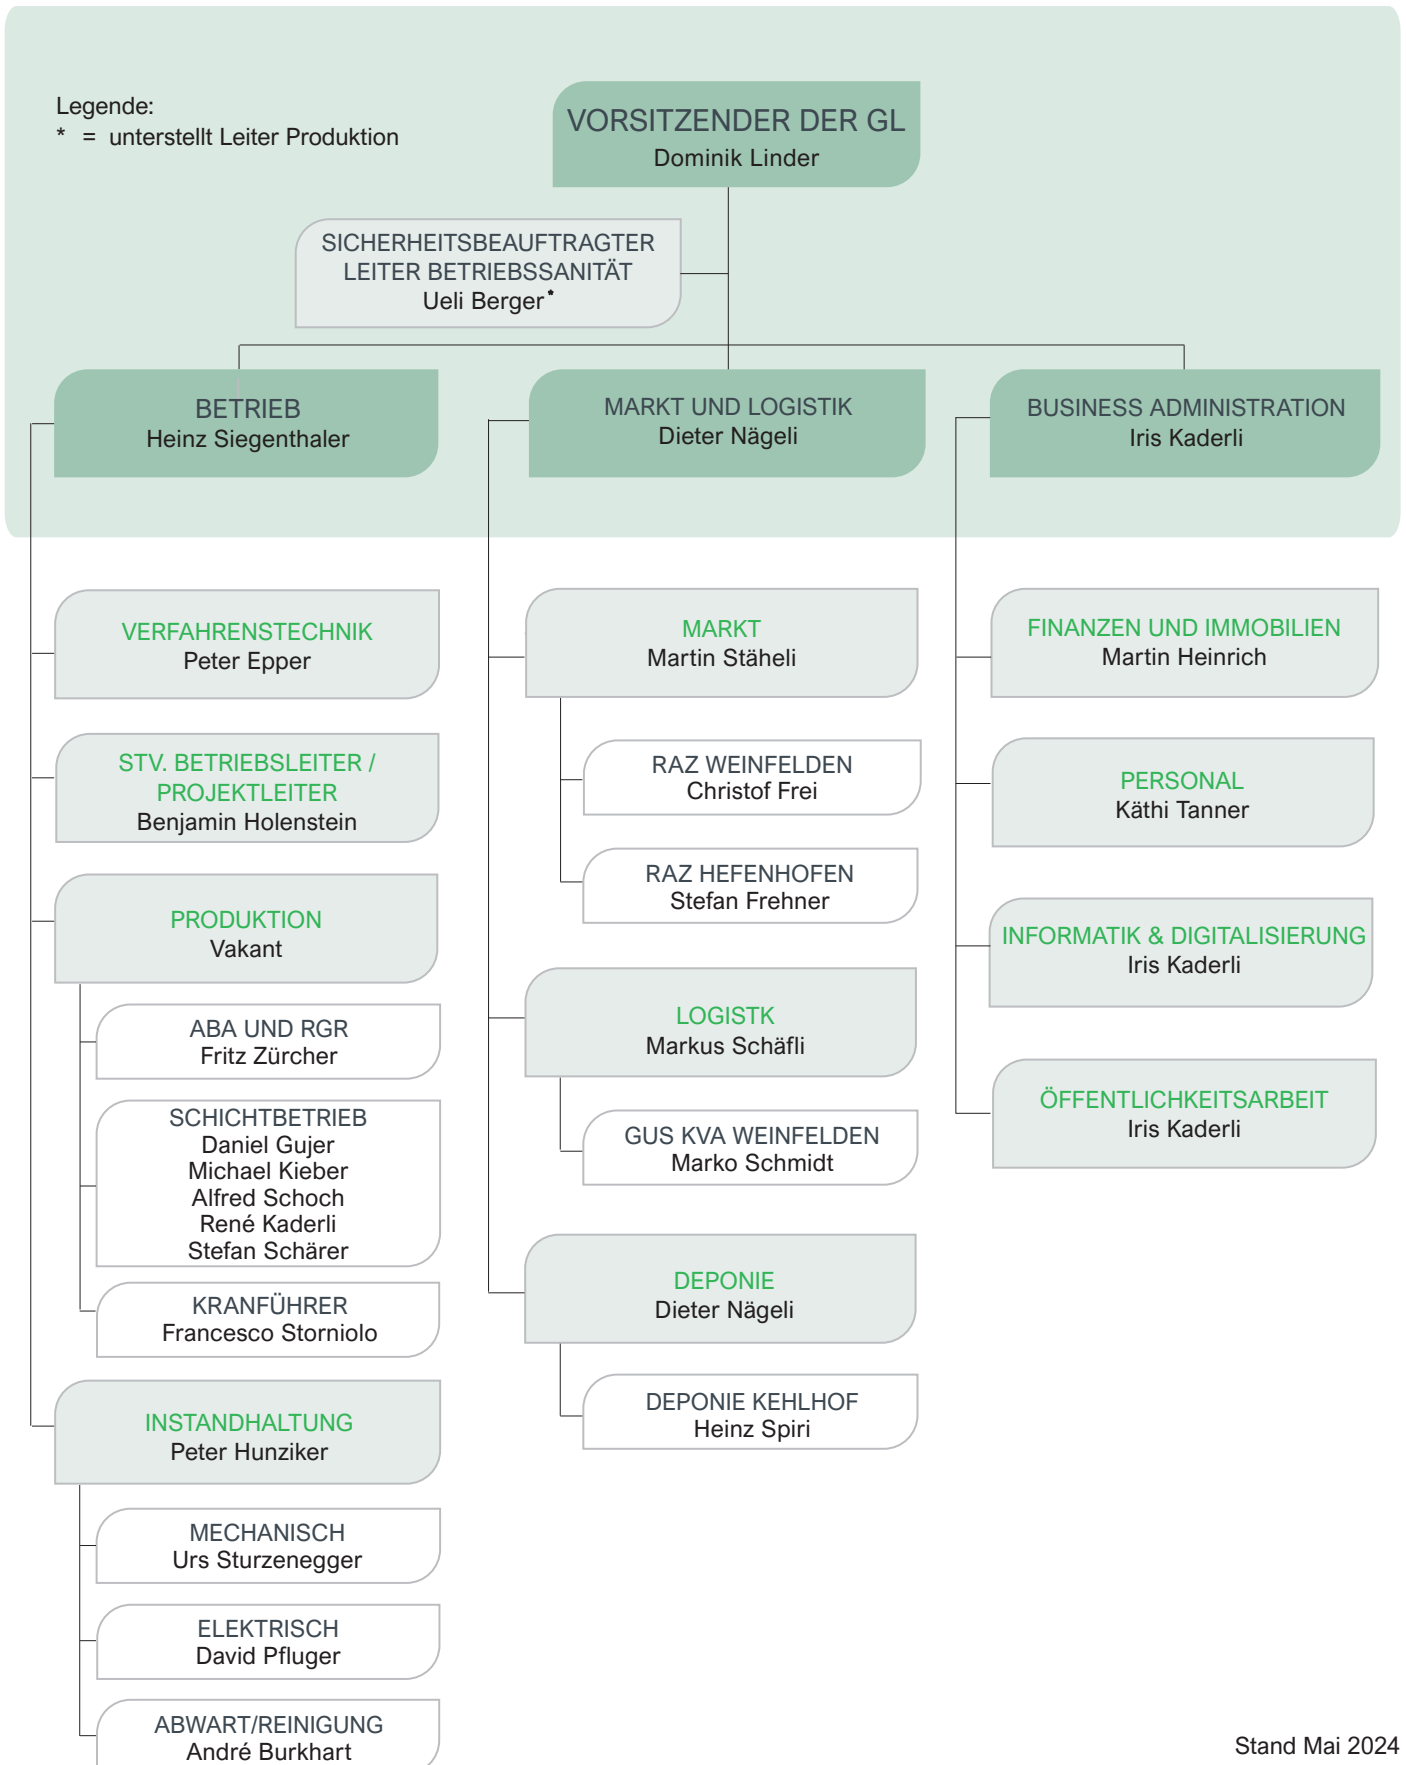 Legende:
* = unterstellt Leiter Produktion
VORSITZENDER DER GL
Dominik Linder
SICHERHEITSBEAUFTRAGTER
LEITER BETRIEBSSANITÄT
Ueli Berger*
BETRIEB
Heinz Siegenthaler
MARKT UND LOGISTIK
Dieter Nägeli
BUSINESS ADMINISTRATION
Iris Kaderli
VERFAHRENSTECHNIK
Peter Epper
STV. BETRIEBSLEITER /
PROJEKTLEITER
Benjamin Holenstein
PRODUKTION
Vakant
ABA UND RGR
Fritz Zürcher
SCHICHTBETRIEB
Daniel Gujer
Michael Kieber
Alfred Schoch
René Kaderli
Stefan Schärer
KRANFÜHRER
Francesco Storniolo
INSTANDHALTUNG
Peter Hunziker
MECHANISCH
Urs Sturzenegger
ELEKTRISCH
David Pfluger
ABWART/REINIGUNG
André Burkhart
MARKT
Martin Stäheli
RAZ WEINFELDEN
Christof Frei
RAZ HEFENHOFEN
Stefan Frehner
LOGISTK
Markus Schäfli
GUS KVA WEINFELDEN
Marko Schmidt
DEPONIE
Dieter Nägeli
DEPONIE KEHLHOF
Heinz Spiri
FINANZEN UND IMMOBILIEN
Martin Heinrich
PERSONAL
Käthi Tanner
INFORMATIK & DIGITALISIERUNG
Iris Kaderli
ÖFFENTLICHKEITSARBEIT
Iris Kaderli
Stand Mai 2024